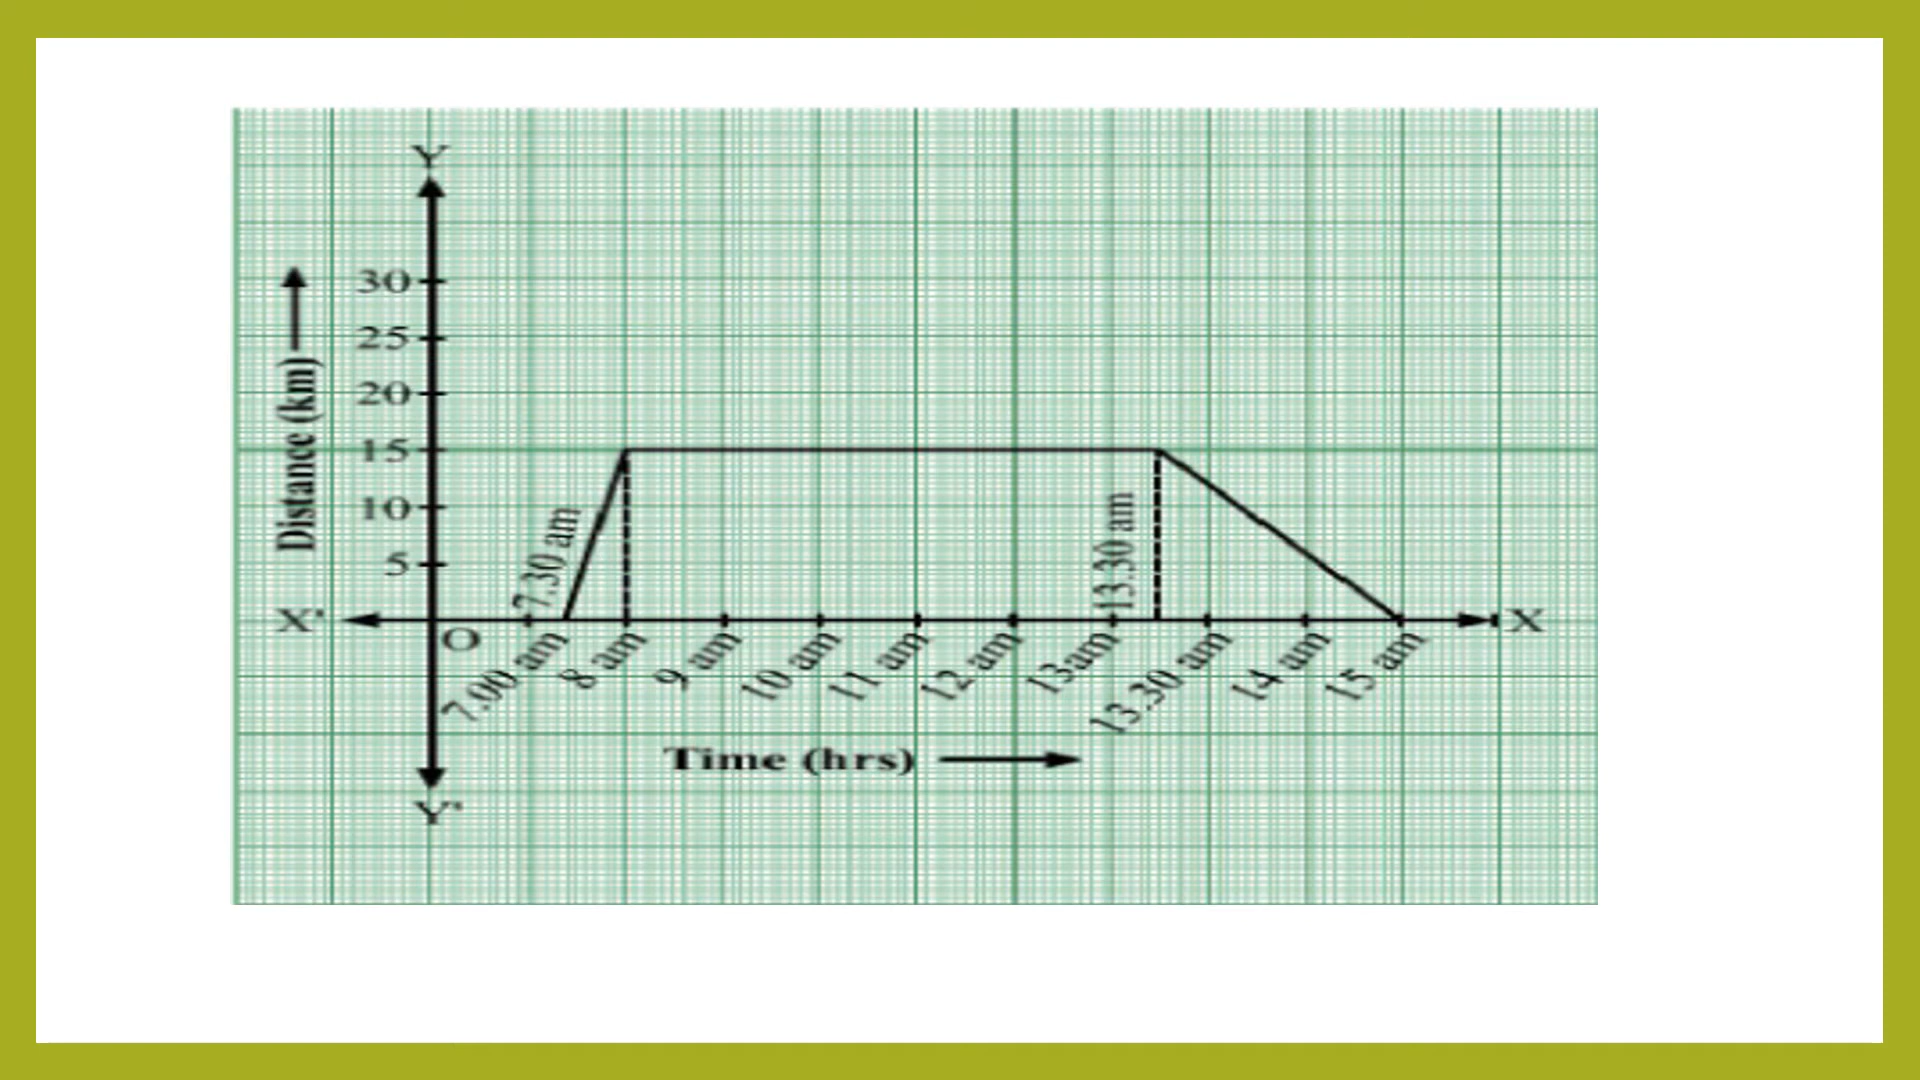 Y
30
25
20
15
10
5
Distance (km)
7.30 am
13.30 am
X'
O
X
7.00 am
8 am
9 am
10 am
11 am
12 am
13am
13.30 am
14 am
15 am
Time (hrs)
Y'